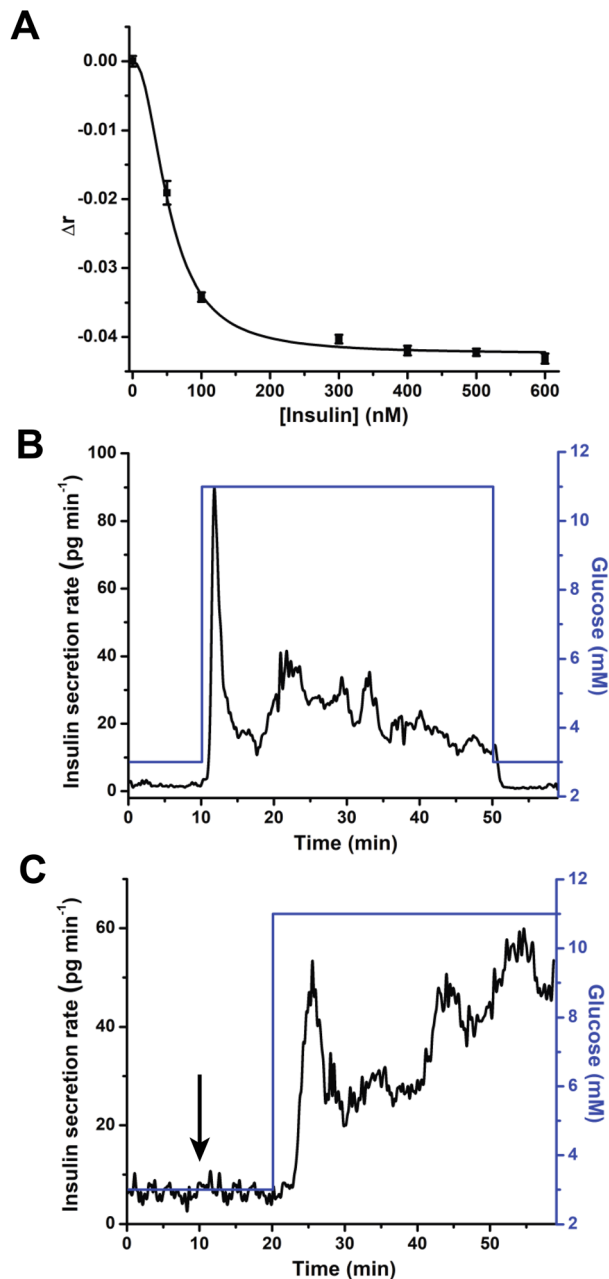 A
0.00
-0.01
-0.02
-0.03
-0.04
Δr
0 100 200 300 400 500 600
[Insulin] (nM)
B
100
80
60
40
20
0
Insulin secretion rate (pg min⁻¹)
12
10
8
6
4
2
Glucose (mM)
0 10 20 30 40 50
Time (min)
C
60
40
20
0
Insulin secretion rate (pg min⁻¹)
12
10
8
6
4
2
Glucose (mM)
0 10 20 30 40 50
Time (min)